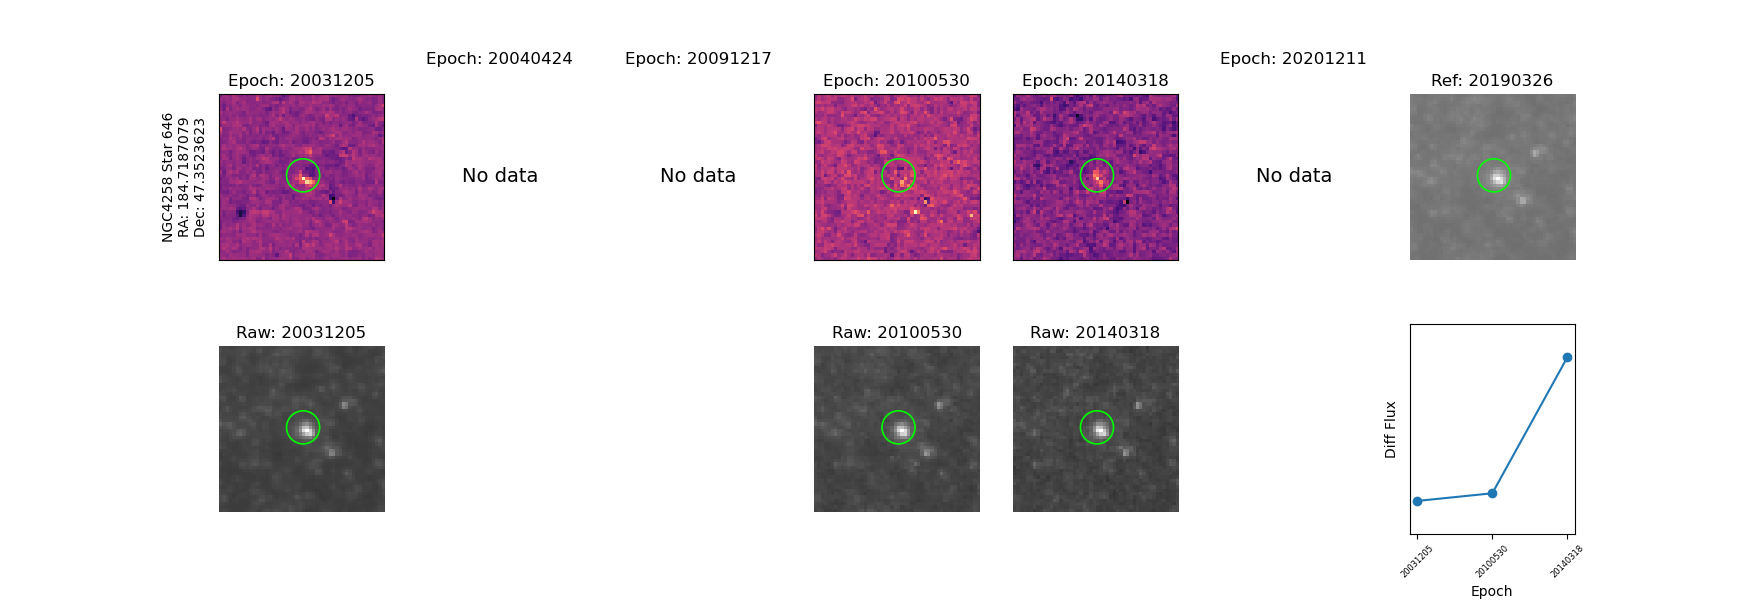 Epoch: 20040424
Epoch: 20091217
Epoch: 20201211
Epoch: 20031205
Epoch: 20100530
Epoch: 20140318
Ref: 20190326
NGC4258 Star 646
RA: 184.7187079
Dec: 47.3523623
No data
No data
No data
Raw: 20031205
Raw: 20100530
Raw: 20140318
Diff Flux
20031205
20100530
20140318
Epoch